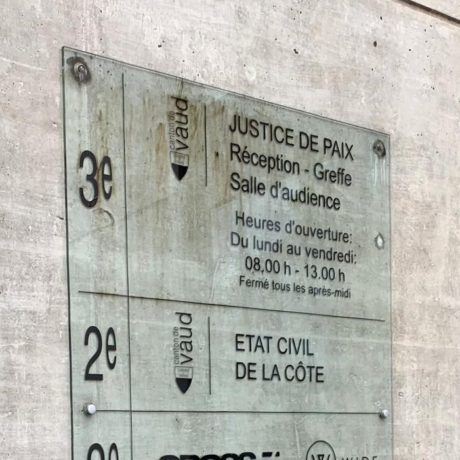 3e
canton de
vaud
JUSTICE DE PAIX
Réception - Greffe
Salle d'audience
Heures d'ouverture:
Du lundi au vendredi:
08,00 h - 13.00 h
Fermé tous les après-midi
2e
canton de
vaud
ETAT CIVIL
DE LA CÔTE